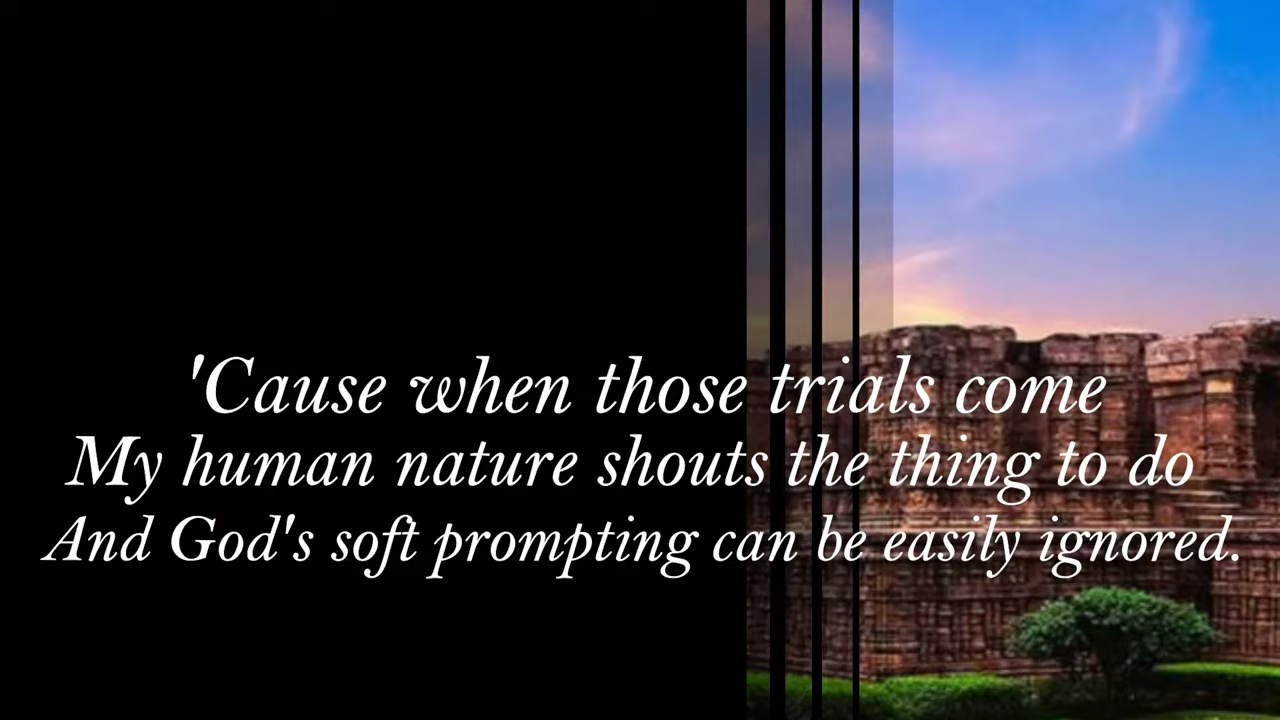 'Cause when those trials come
My human nature shouts the thing to do
And God's soft prompting can be easily ignored.